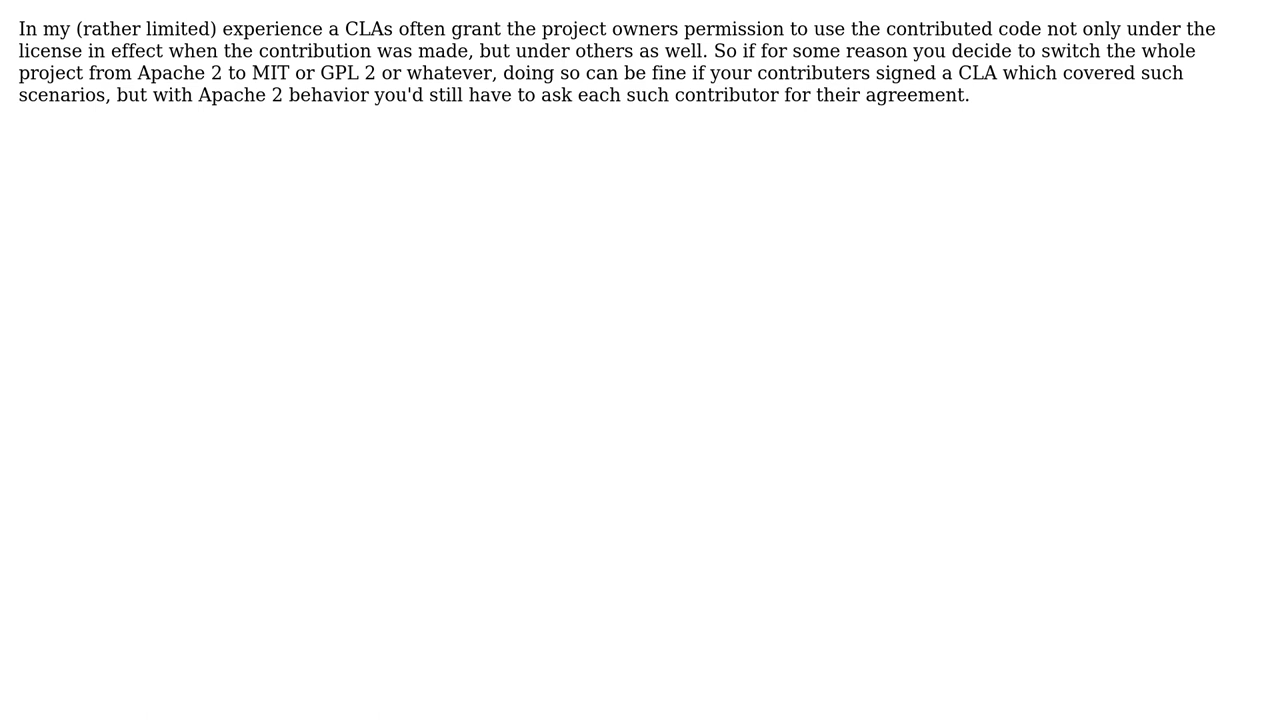 In my (rather limited) experience a CLAs often grant the project owners permission to use the contributed code not only under the
license in effect when the contribution was made, but under others as well. So if for some reason you decide to switch the whole
project from Apache 2 to MIT or GPL 2 or whatever, doing so can be fine if your contributers signed a CLA which covered such
scenarios, but with Apache 2 behavior you'd still have to ask each such contributor for their agreement.